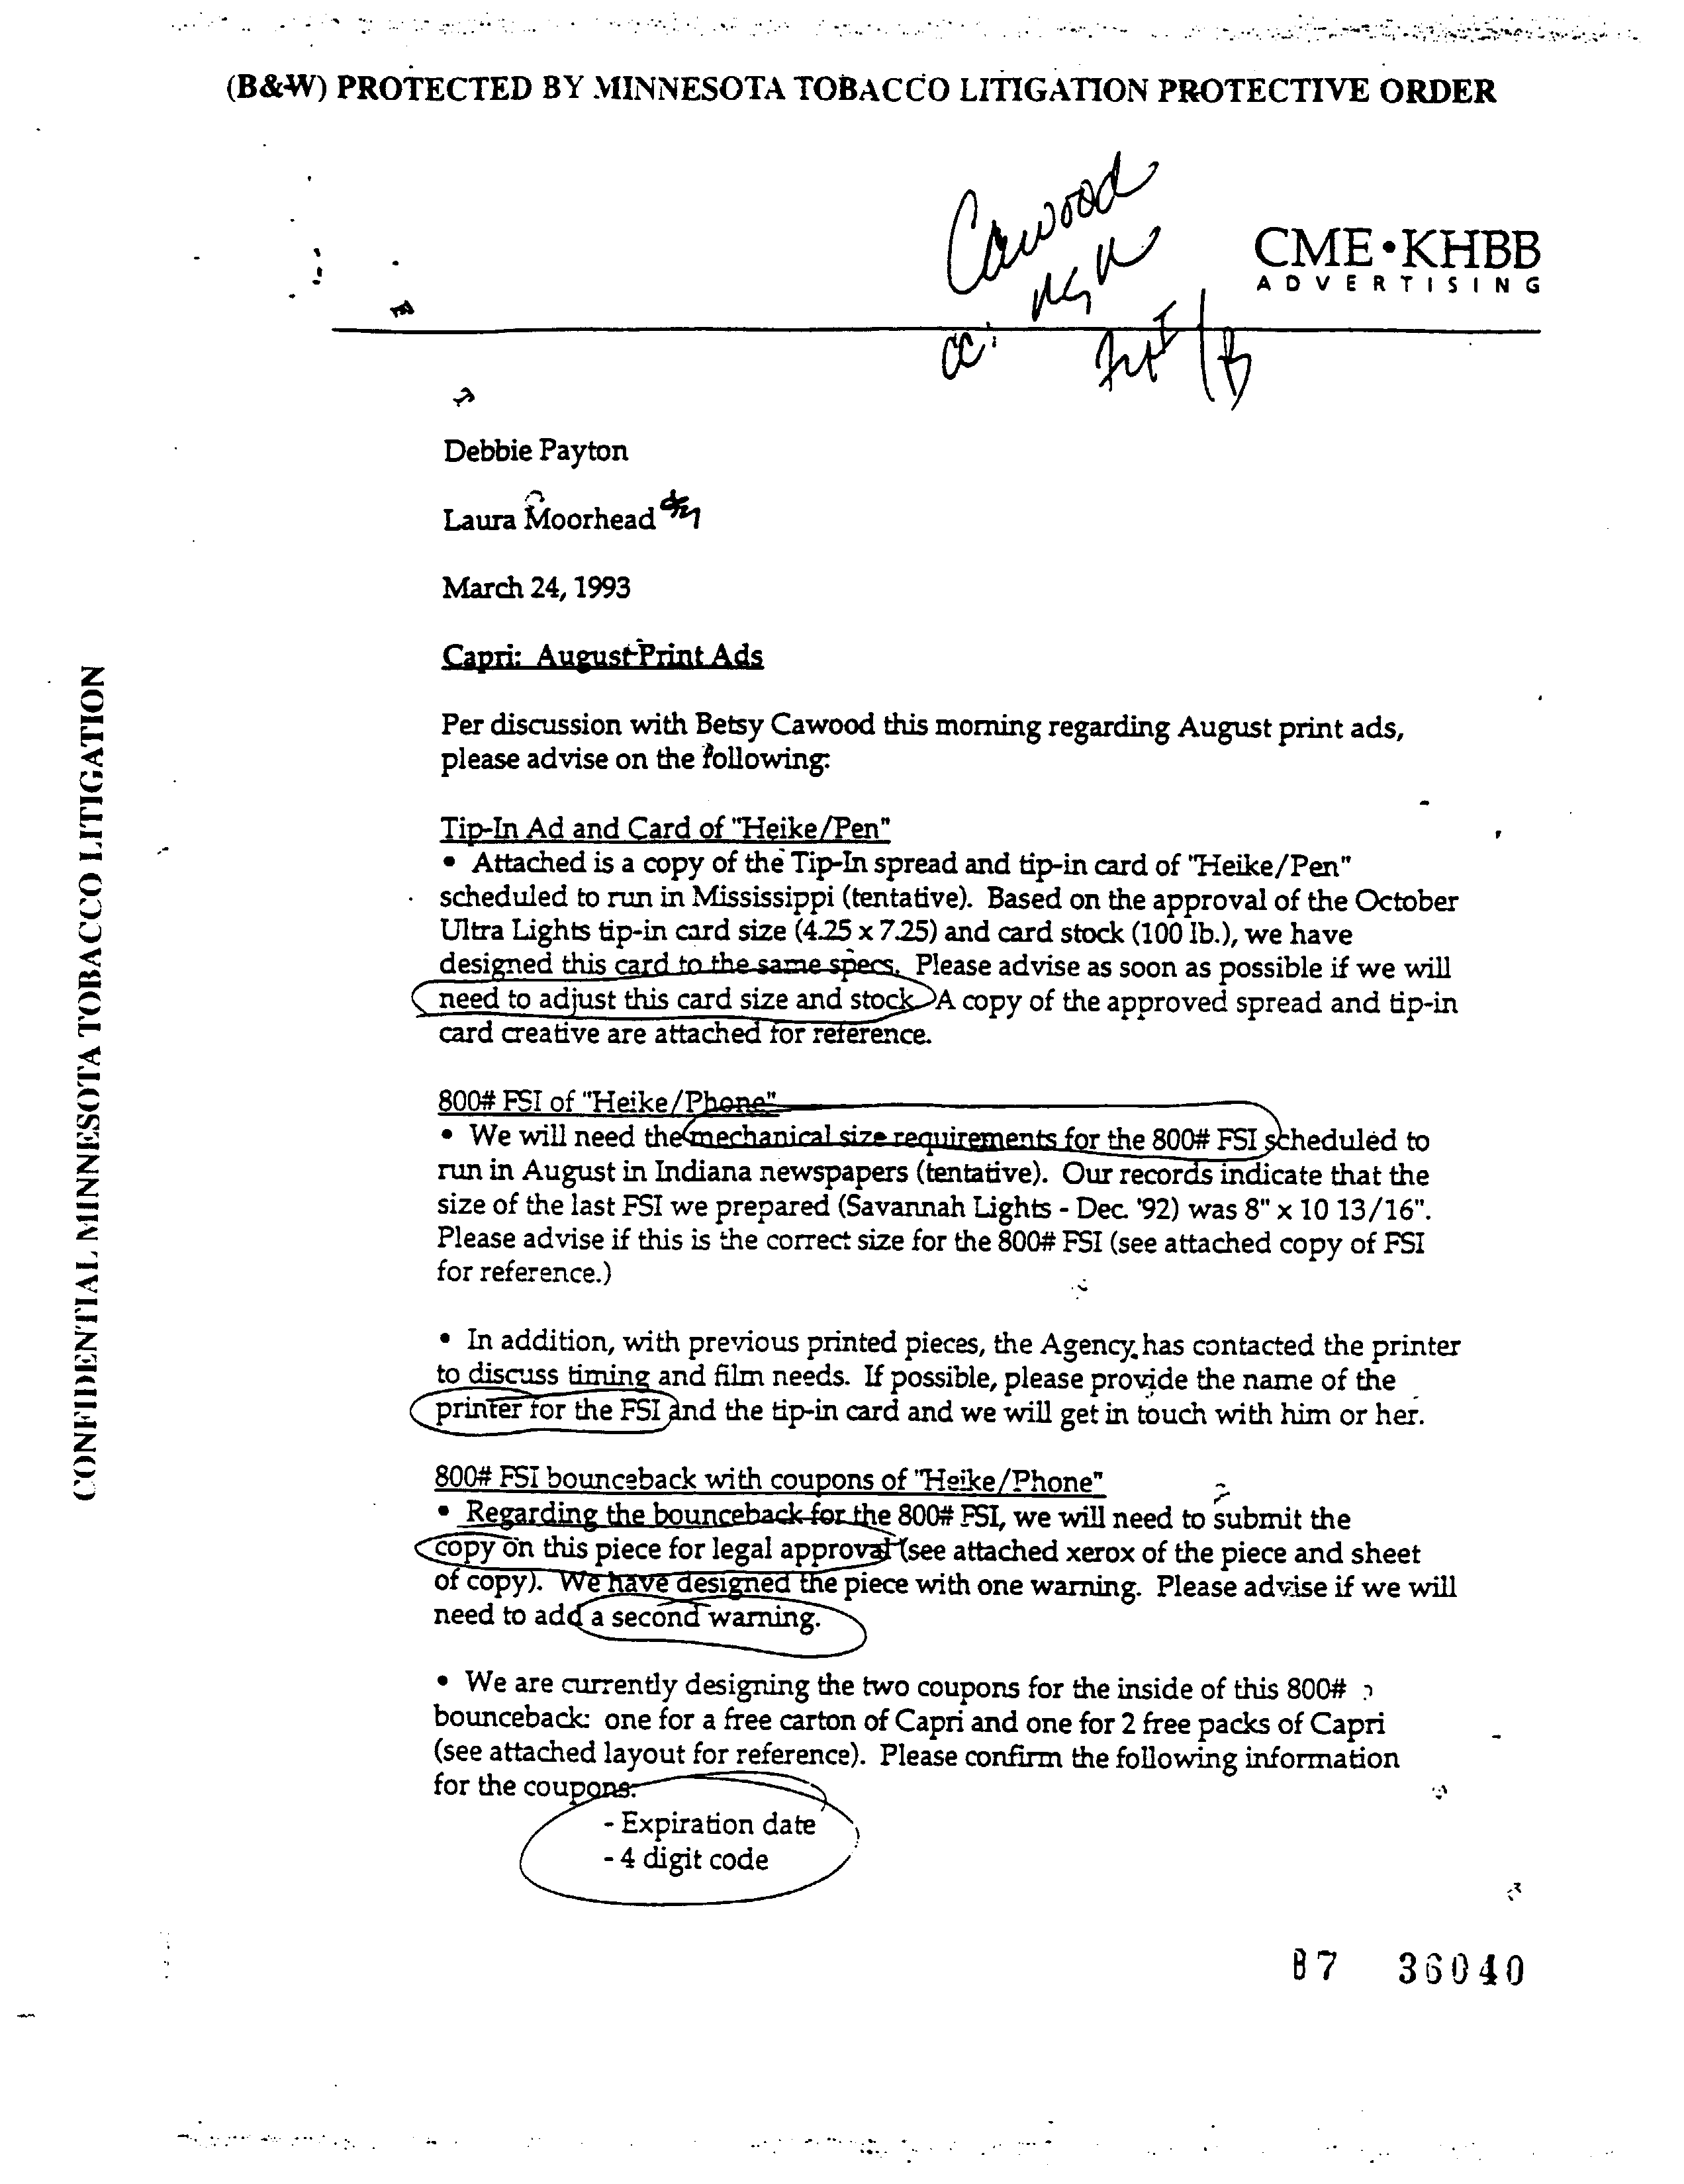 (B&W) PROTECTED BY MINNESOTA TOBACCO LITIGATION PROTECTIVE ORDER
Cawood
CME•KHBB
ADVERTISING
cc:
Debbie Payton
Laura Moorhead
March 24, 1993
Capri: August Print Ads
Per discussion with Betsy Cawood this morning regarding August print ads,
please advise on the following:
Tip-In Ad and Card of "Heike/Pen"
• Attached is a copy of the Tip-In spread and tip-in card of "Heike/Pen"
scheduled to run in Mississippi (tentative). Based on the approval of the October
Ultra Lights tip-in card size (4.25 x 7.25) and card stock (100 lb.), we have
designed this card to the same specs. Please advise as soon as possible if we will
need to adjust this card size and stock. A copy of the approved spread and tip-in
card creative are attached for reference.
800# FSI of "Heike/Phone"
• We will need the mechanical size requirements for the 800# FSI scheduled to
run in August in Indiana newspapers (tentative). Our records indicate that the
size of the last FSI we prepared (Savannah Lights - Dec. '92) was 8" x 10 13/16".
Please advise if this is the correct size for the 800# FSI (see attached copy of FSI
for reference.)
• In addition, with previous printed pieces, the Agency has contacted the printer
to discuss timing and film needs. If possible, please provide the name of the
printer for the FSI and the tip-in card and we will get in touch with him or her.
800# FSI bounceback with coupons of "Heike/Phone"
• Regarding the bounceback for the 800# FSI, we will need to submit the
copy on this piece for legal approval (see attached xerox of the piece and sheet
of copy). We have designed the piece with one warning. Please advise if we will
need to add a second warning.
• We are currently designing the two coupons for the inside of this 800#
bounceback: one for a free carton of Capri and one for 2 free packs of Capri
(see attached layout for reference). Please confirm the following information
for the coupons:
- Expiration date
- 4 digit code
B7 36040
CONFIDENTIAL MINNESOTA TOBACCO LITIGATION